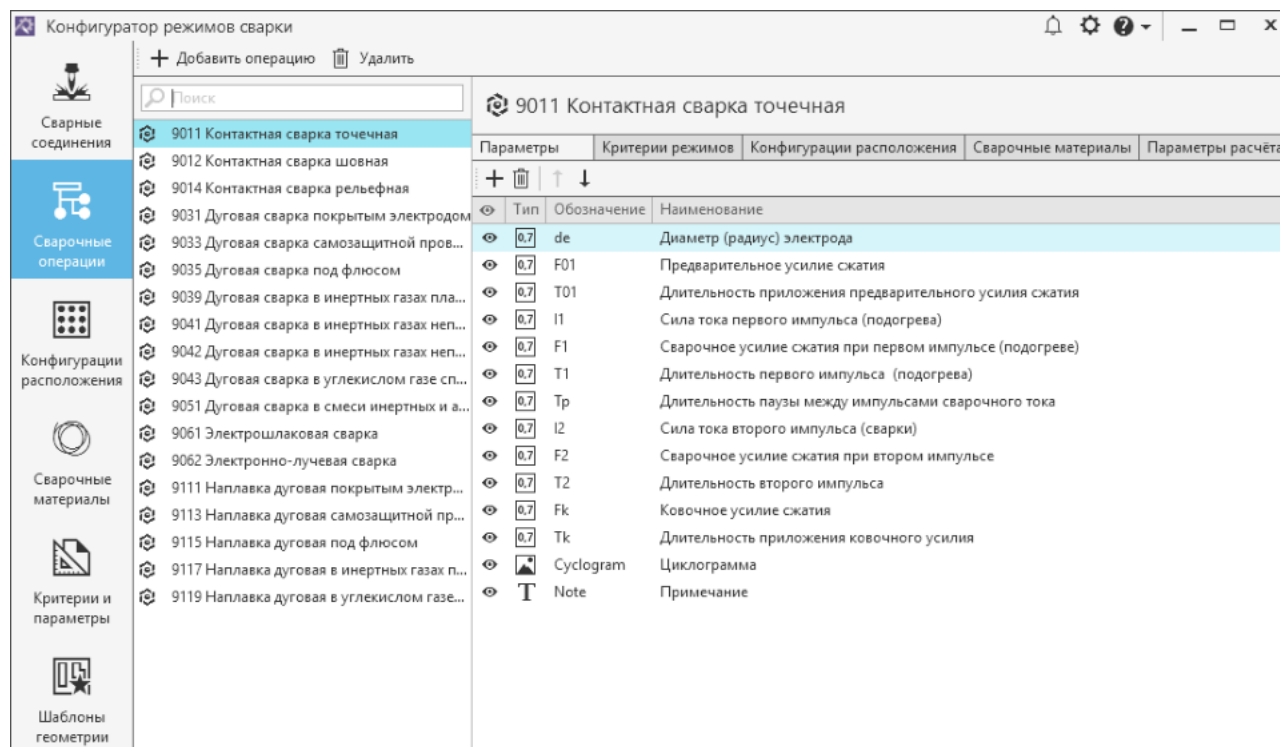 Конфигуратор режимов сварки
Добавить операцию Удалить
Сварные
соединения
Сварочные
операции
Конфигурации
расположения
Сварочные
материалы
Критерии и
параметры
Шаблоны
геометрии
Поиск
9011 Контактная сварка точечная
9012 Контактная сварка шовная
9014 Контактная сварка рельефная
9031 Дуговая сварка покрытым электродом
9033 Дуговая сварка самозащитной пров...
9035 Дуговая сварка под флюсом
9039 Дуговая сварка в инертных газах пла...
9041 Дуговая сварка в инертных газах неп...
9042 Дуговая сварка в инертных газах неп...
9043 Дуговая сварка в углекислом газе сп...
9051 Дуговая сварка в смеси инертных и а...
9061 Электрошлаковая сварка
9062 Электронно-лучевая сварка
9111 Наплавка дуговая покрытым электр...
9113 Наплавка дуговая самозащитной пр...
9115 Наплавка дуговая под флюсом
9117 Наплавка дуговая в инертных газах п...
9119 Наплавка дуговая в углекислом газе...
9011 Контактная сварка точечная
Параметры Критерии режимов Конфигурации расположения Сварочные материалы Параметры расчёта
Тип Обозначение Наименование
0,7 de Диаметр (радиус) электрода
0,7 F01 Предварительное усилие сжатия
0,7 T01 Длительность приложения предварительного усилия сжатия
0,7 I1 Сила тока первого импульса (подогрева)
0,7 F1 Сварочное усилие сжатия при первом импульсе (подогреве)
0,7 T1 Длительность первого импульса (подогрева)
0,7 Tp Длительность паузы между импульсами сварочного тока
0,7 I2 Сила тока второго импульса (сварки)
0,7 F2 Сварочное усилие сжатия при втором импульсе
0,7 T2 Длительность второго импульса
0,7 Fk Ковочное усилие сжатия
0,7 Tk Длительность приложения ковочного усилия
Cyclogram Циклограмма
T Note Примечание